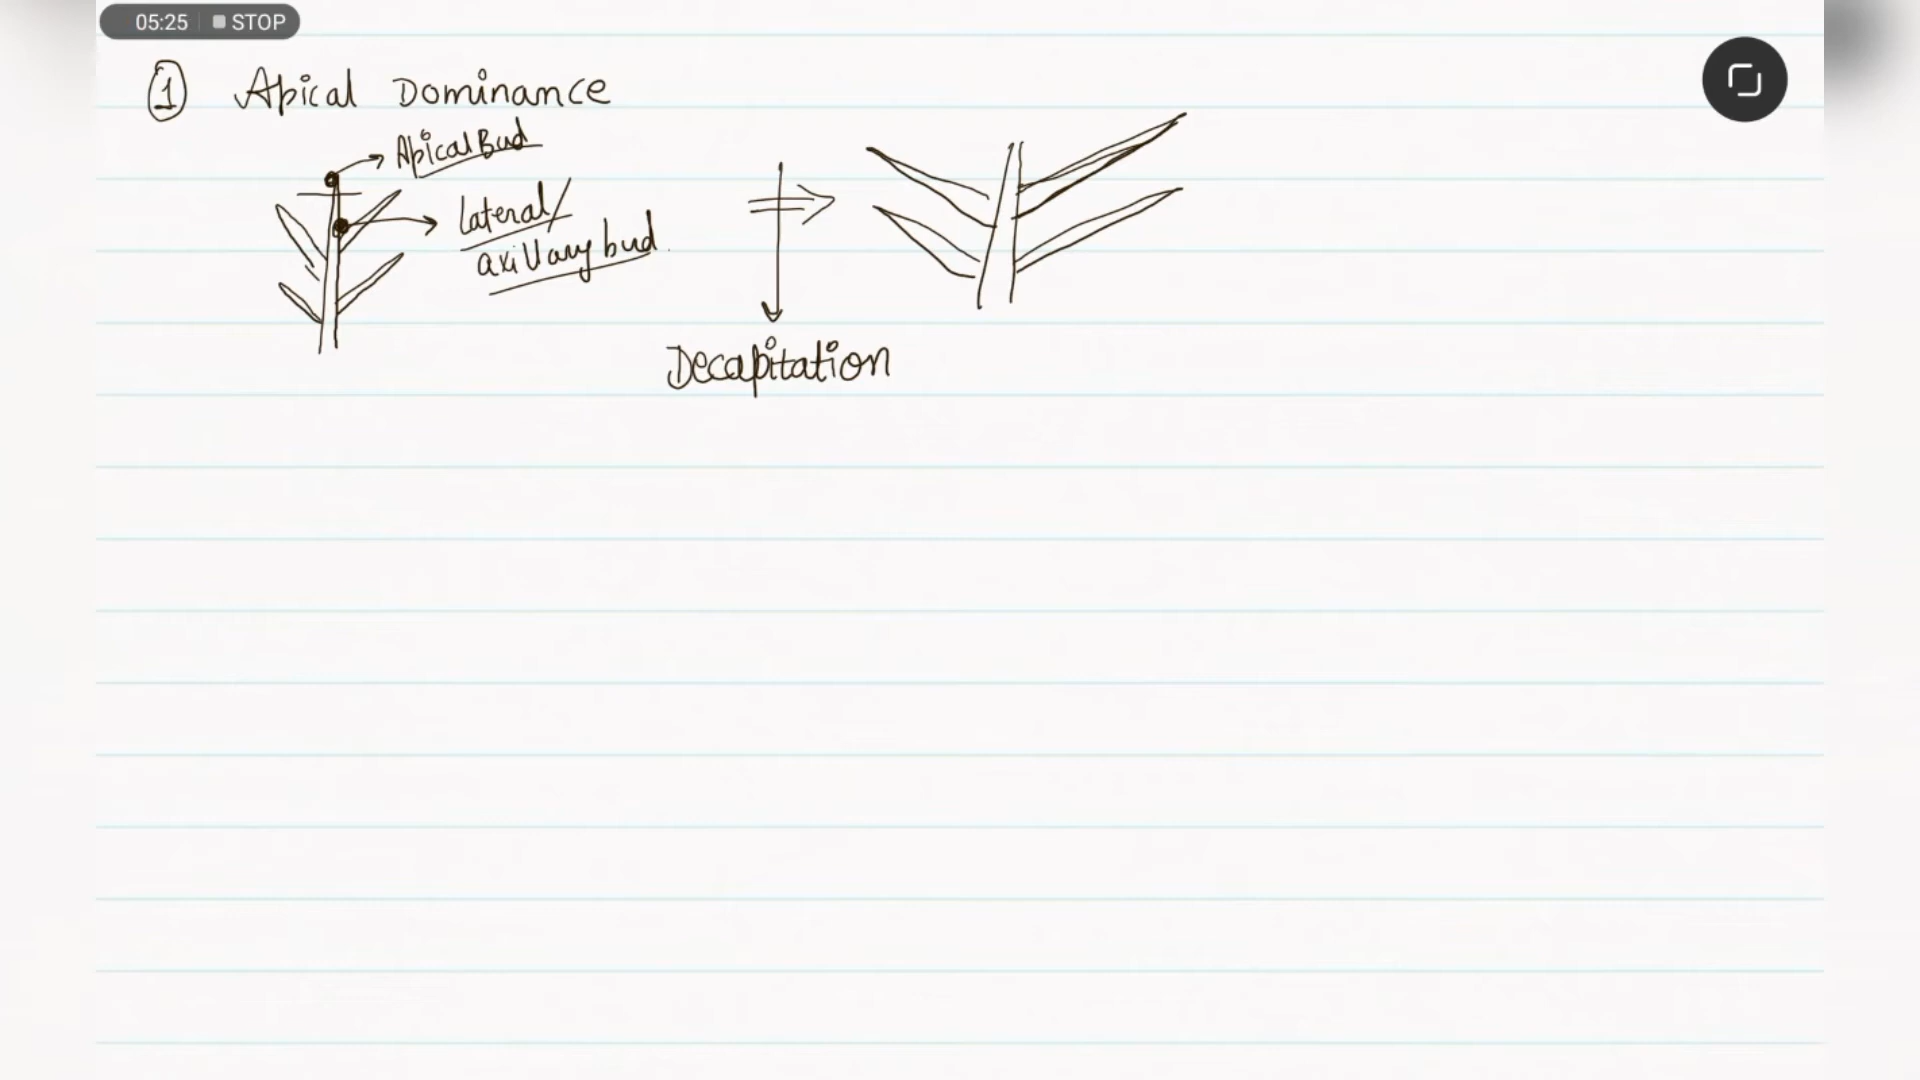 05:25 STOP
1 Apical Dominance
Apical Bud
Lateral/
axillary bud
Decapitation